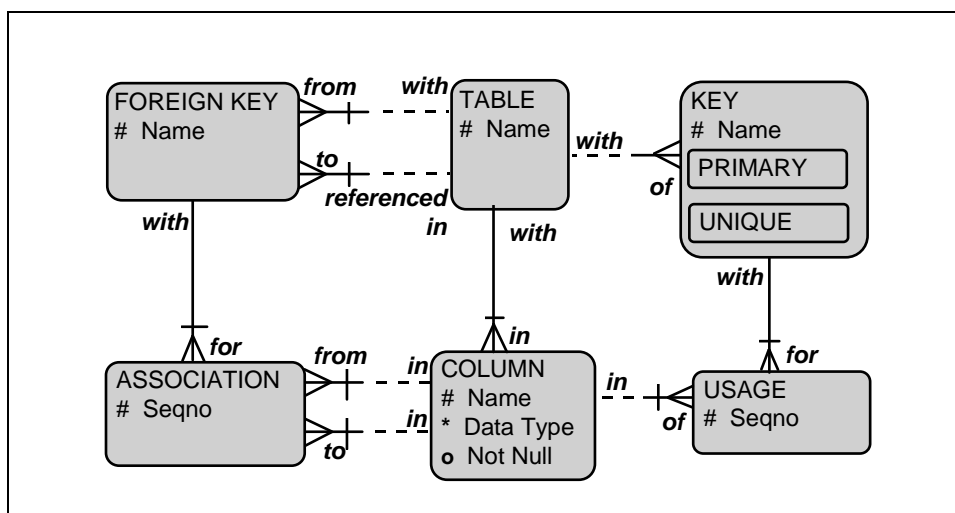 from
with
FOREIGN KEY
# Name
TABLE
# Name
KEY
# Name
with
PRIMARY
to
of
referenced
in
UNIQUE
with
with
with
for
in
for
from
in
ASSOCIATION
# Seqno
COLUMN
# Name
* Data Type
o Not Null
in
USAGE
# Seqno
of
in
to